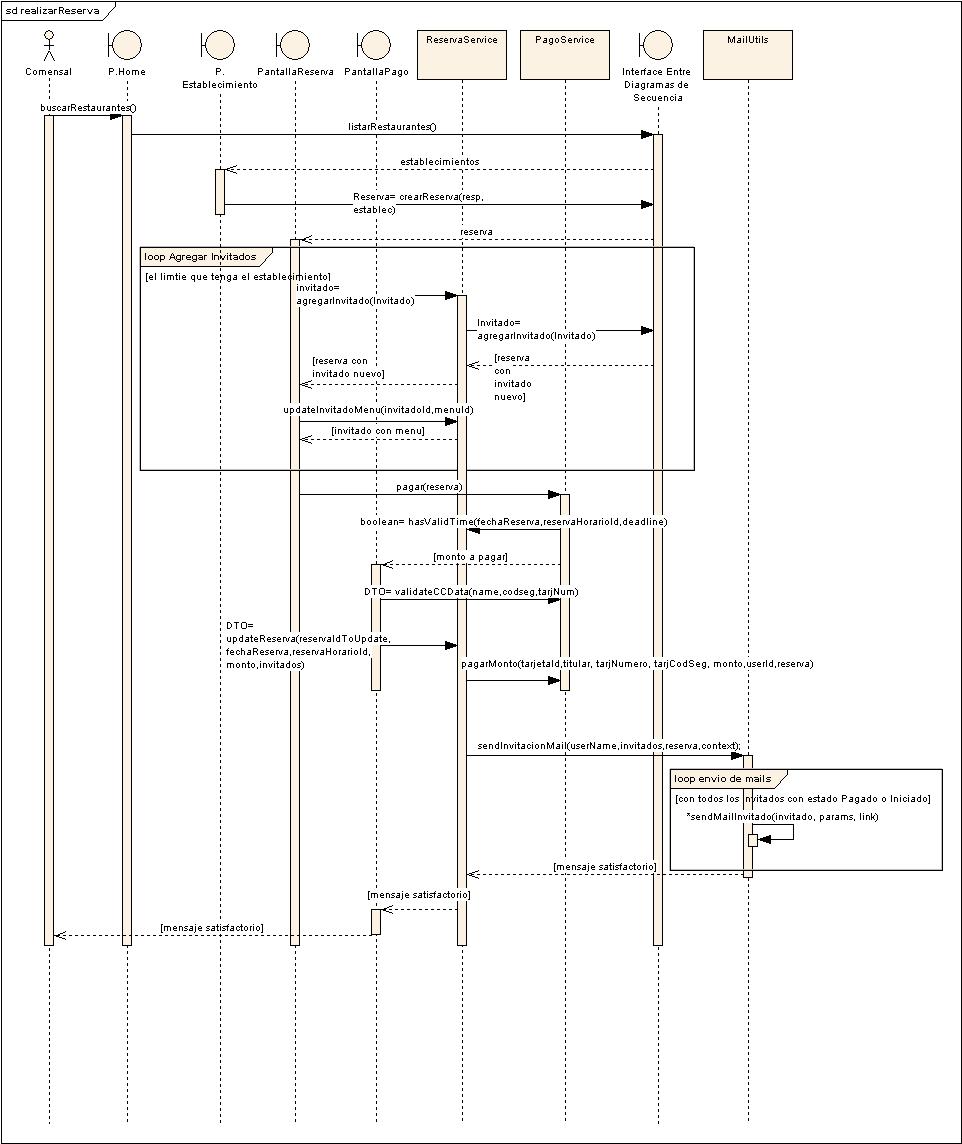 sd realizarReserva
Comensal
P.Home
P.
Establecimiento
PantallaReserva
PantallaPago
ReservaService
PagoService
Interface Entre
Diagramas de
Secuencia
MailUtils
buscarRestaurantes()
listarRestaurantes()
establecimientos
Reserva= crearReserva(resp,
establec)
reserva
loop Agregar Invitados
[el limtie que tenga el establecimiento]
invitado=
agregarInvitado(Invitado)
Invitado=
agregarInvitado(Invitado)
[reserva con
invitado nuevo]
[reserva
con
invitado
nuevo]
updateInvitadoMenu(invitadoId,menuId)
[invitado con menu]
pagar(reserva)
boolean= hasValidTime(fechaReserva,reservaHorarioId,deadline)
[monto a pagar]
DTO= validateCCData(name,codseg,tarjNum)
DTO=
updateReserva(reservaIdToUpdate,
fechaReserva,reservaHorarioId,
monto,invitados)
pagarMonto(tarjetaId,titular, tarjNumero, tarjCodSeg, monto,userId,reserva)
sendInvitacionMail(userName,invitados,reserva,context);
loop envio de mails
[con todos los invitados con estado Pagado o Iniciado]
*sendMailInvitado(invitado, params, link)
[mensaje satisfactorio]
[mensaje satisfactorio]
[mensaje satisfactorio]